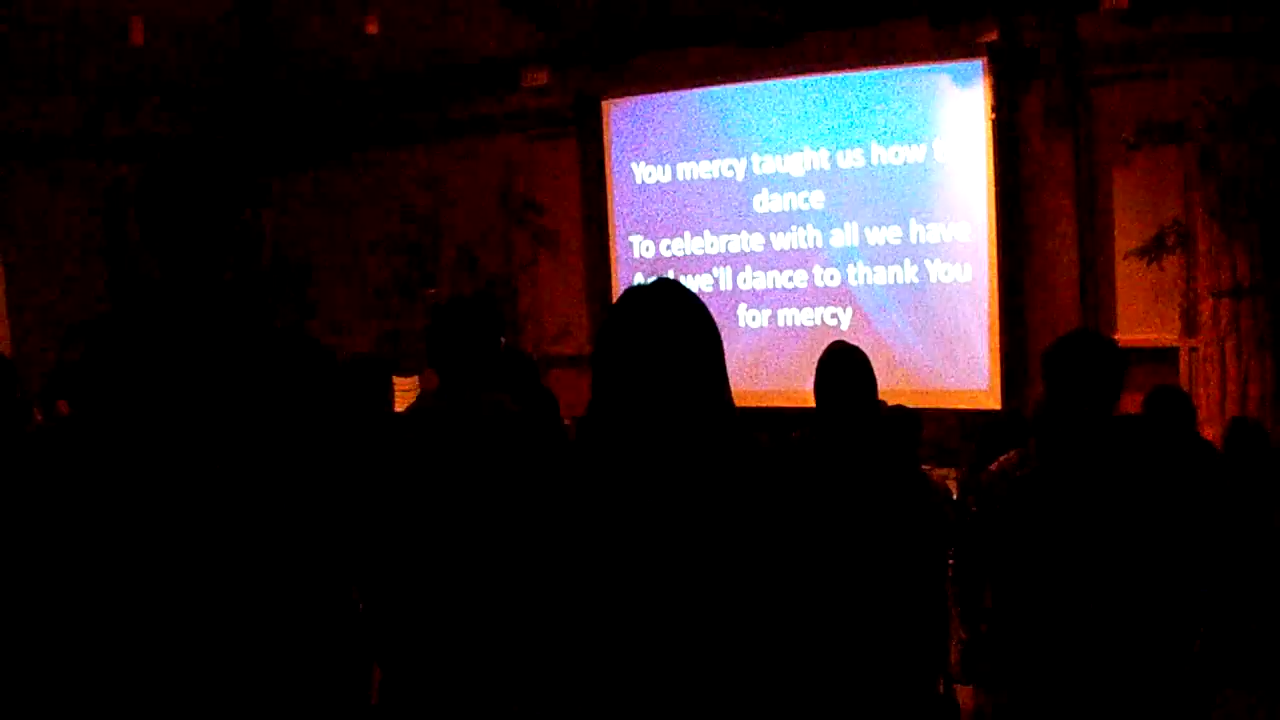 You mercy taught us how
dance
To celebrate with all we have
we'll dance to thank You
for mercy